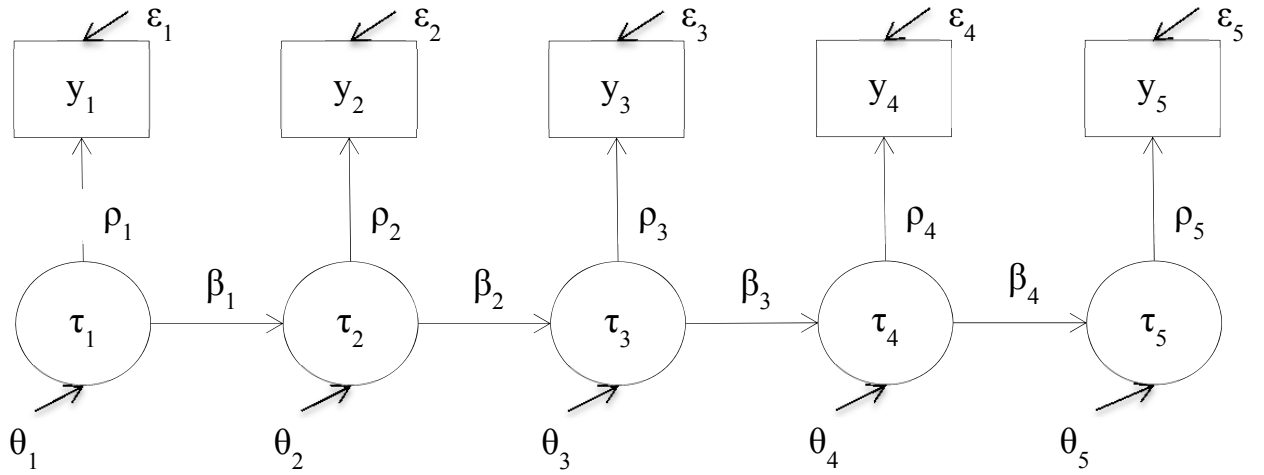 ε1 ε2 ε3 ε4 ε5
y1 y2 y3 y4 y5
ρ1 ρ2 ρ3 ρ4 ρ5
β1 β2 β3 β4
τ1 τ2 τ3 τ4 τ5
θ1 θ2 θ3 θ4 θ5